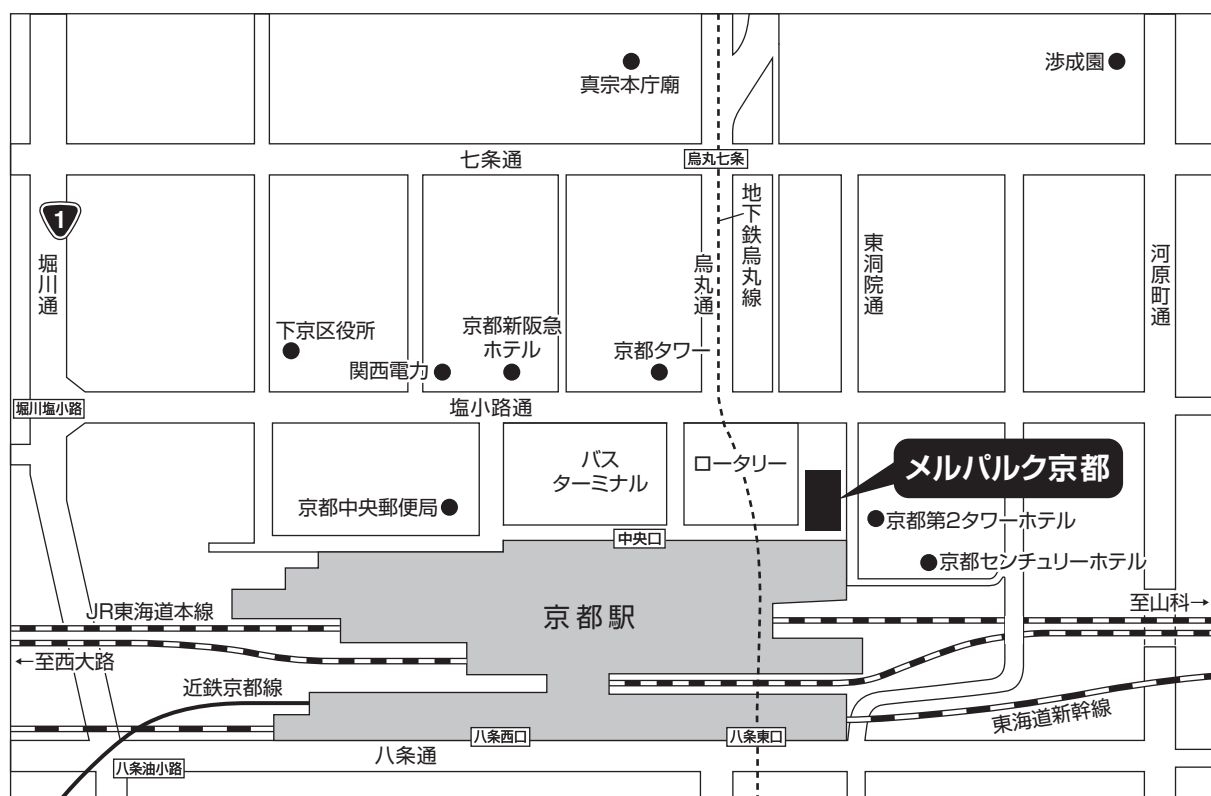 真宗本庁廟
渉成園
七条通
烏丸七条
1
堀川通
烏丸通
地下鉄烏丸線
東洞院通
河原町通
下京区役所
関西電力
京都新阪急
ホテル
京都タワー
堀川塩小路
塩小路通
バス
ターミナル
ロータリー
メルパルク京都
京都中央郵便局
京都第2タワーホテル
中央口
京都センチュリーホテル
JR東海道本線
京都駅
至山科→
←至西大路
近鉄京都線
東海道新幹線
八条西口
八条東口
八条通
八条油小路